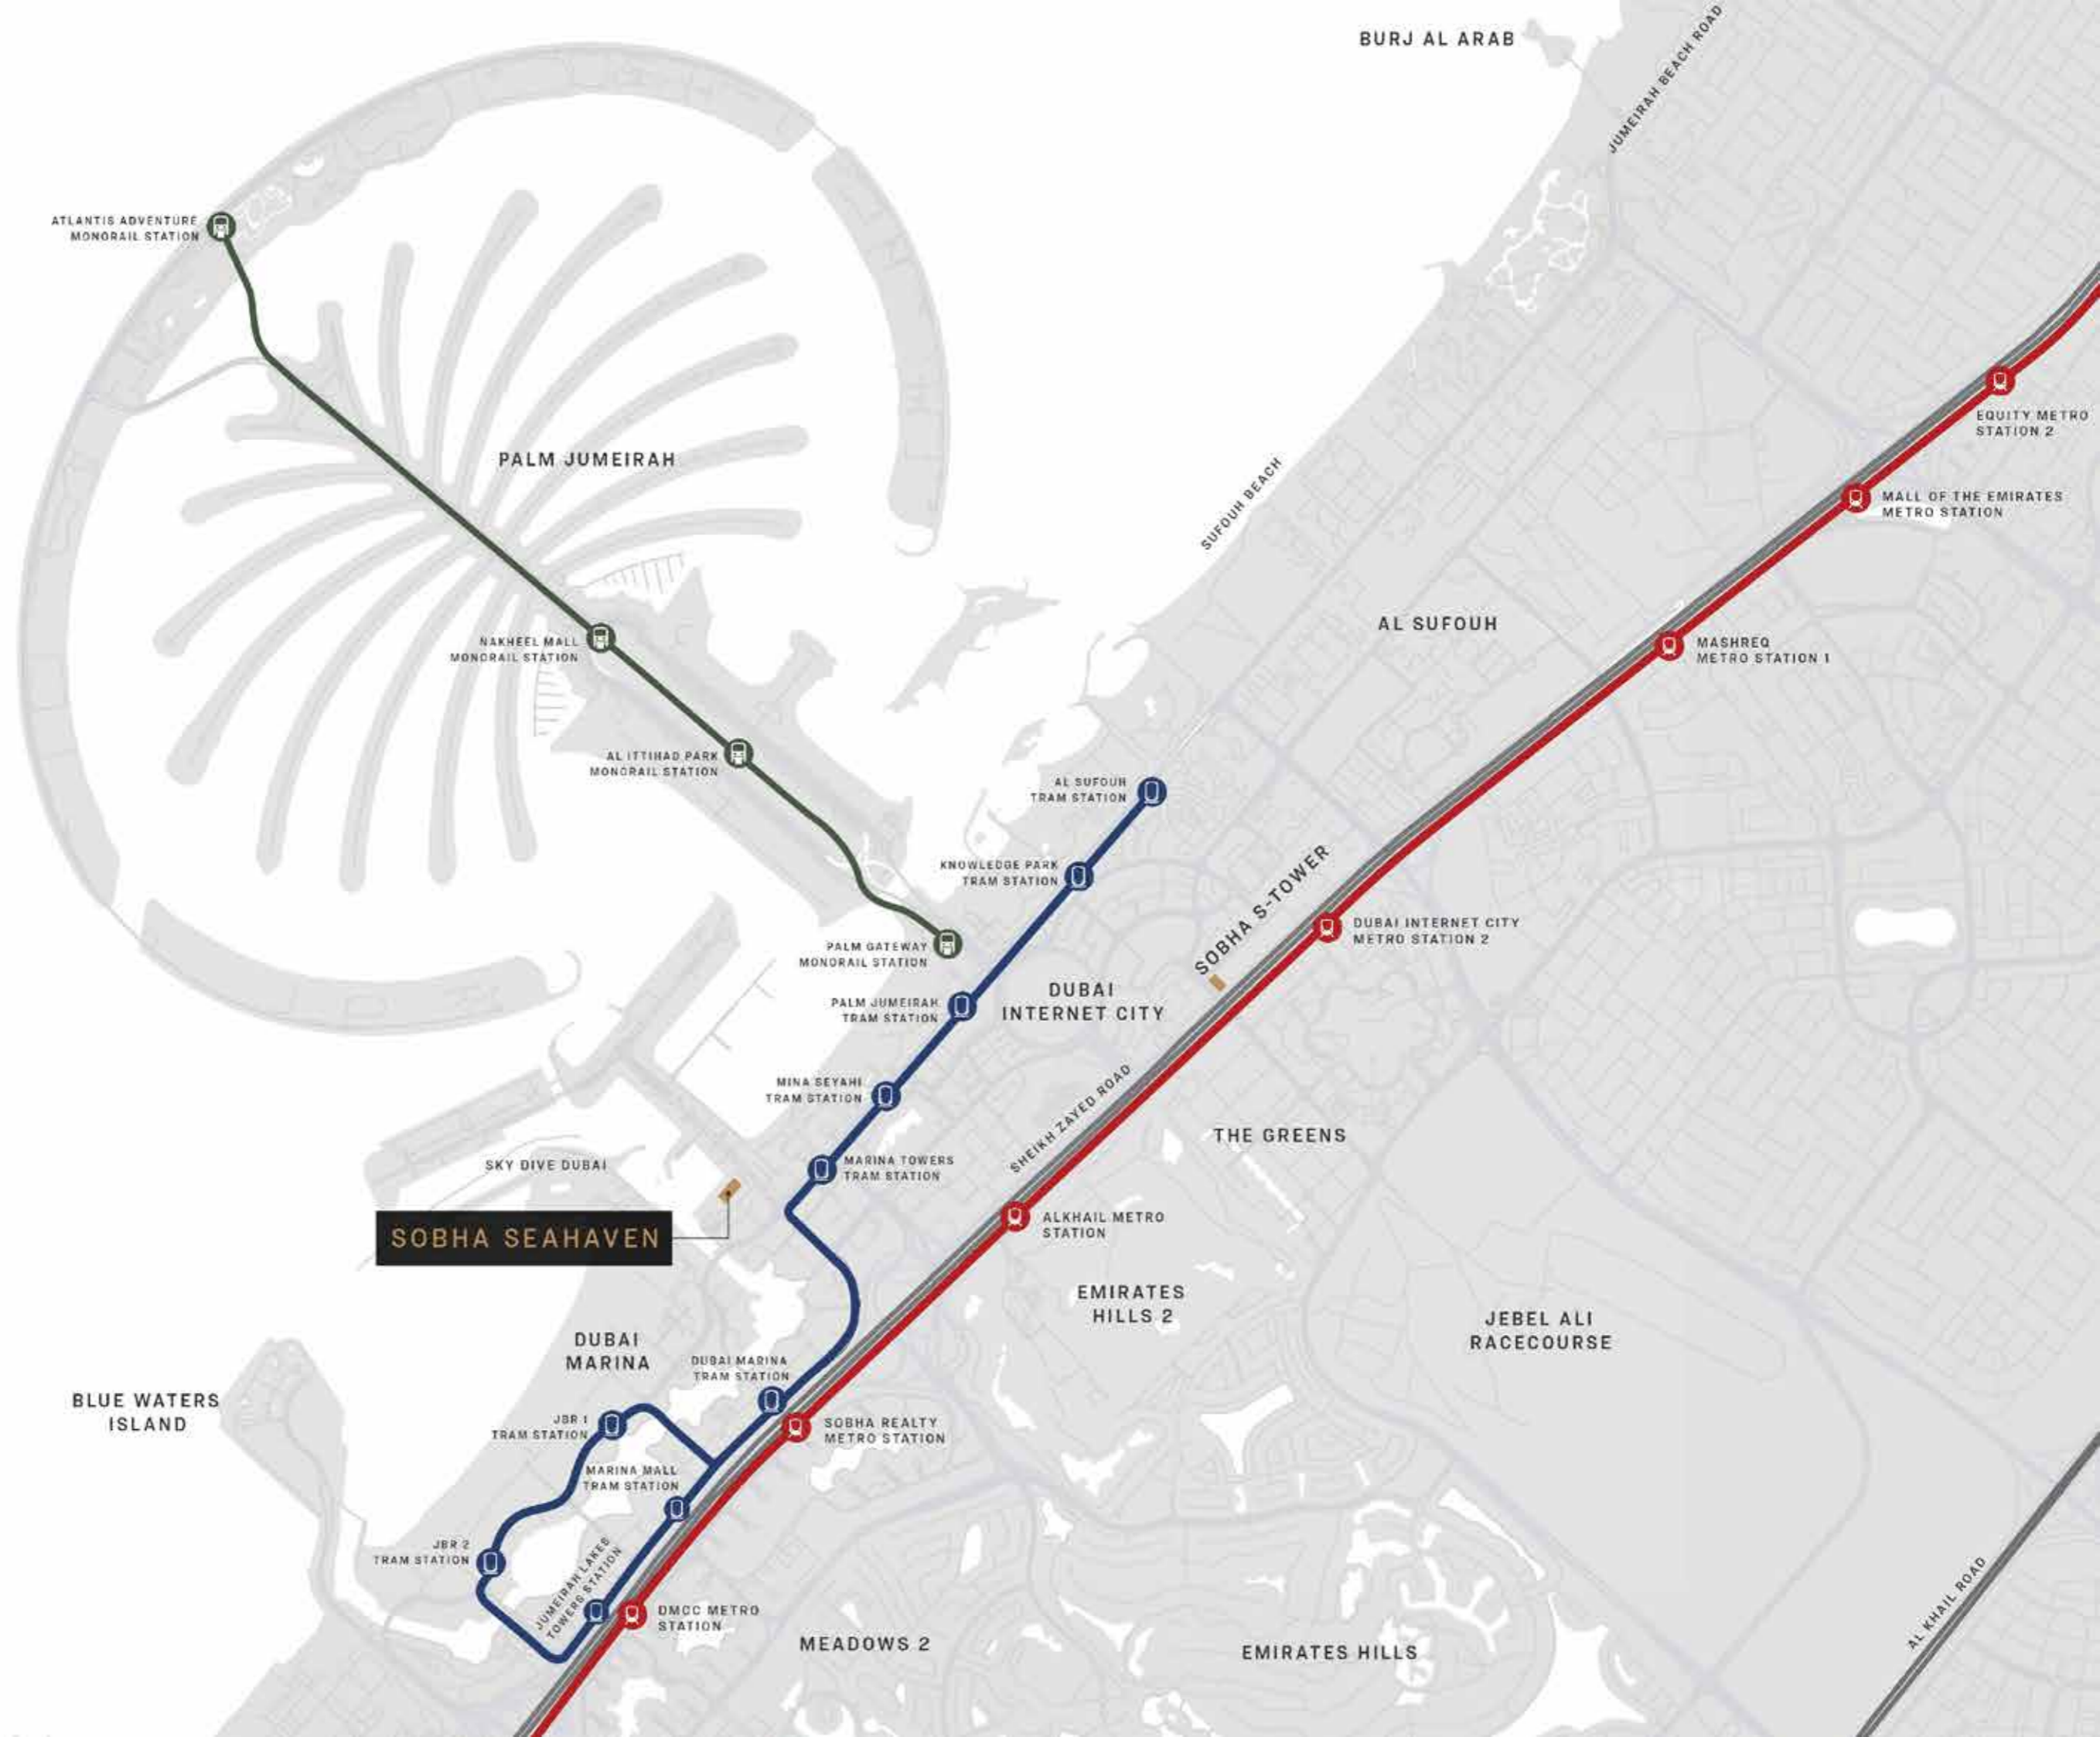 BURJ AL ARAB
JUMEIRAH BEACH ROAD
ATLANTIS ADVENTURE
MONORAIL STATION
PALM JUMEIRAH
SUFOUH BEACH
EQUITY METRO
STATION 2
MALL OF THE EMIRATES
METRO STATION
NAKHEEL MALL
MONORAIL STATION
AL SUFOUH
MASHREQ
METRO STATION 1
AL ITTIHAD PARK
MONORAIL STATION
AL SUFOUH
TRAM STATION
KNOWLEDGE PARK
TRAM STATION
SOBHA S-TOWER
DUBAI INTERNET CITY
METRO STATION 2
PALM GATEWAY
MONORAIL STATION
PALM JUMEIRAH
TRAM STATION
DUBAI
INTERNET CITY
MINA SEYAHI
TRAM STATION
SHEIKH ZAYED ROAD
THE GREENS
SKY DIVE DUBAI
MARINA TOWERS
TRAM STATION
SOBHA SEAHAVEN
ALKHAIL METRO
STATION
EMIRATES
HILLS 2
JEBEL ALI
RACECOURSE
DUBAI
MARINA
DUBAI MARINA
TRAM STATION
BLUE WATERS
ISLAND
JBR 1
TRAM STATION
SOBHA REALTY
METRO STATION
MARINA MALL
TRAM STATION
JBR 2
TRAM STATION
JUMEIRAH LAKES
TOWERS STATION
DMCC METRO
STATION
MEADOWS 2
EMIRATES HILLS
AL KHAIL ROAD